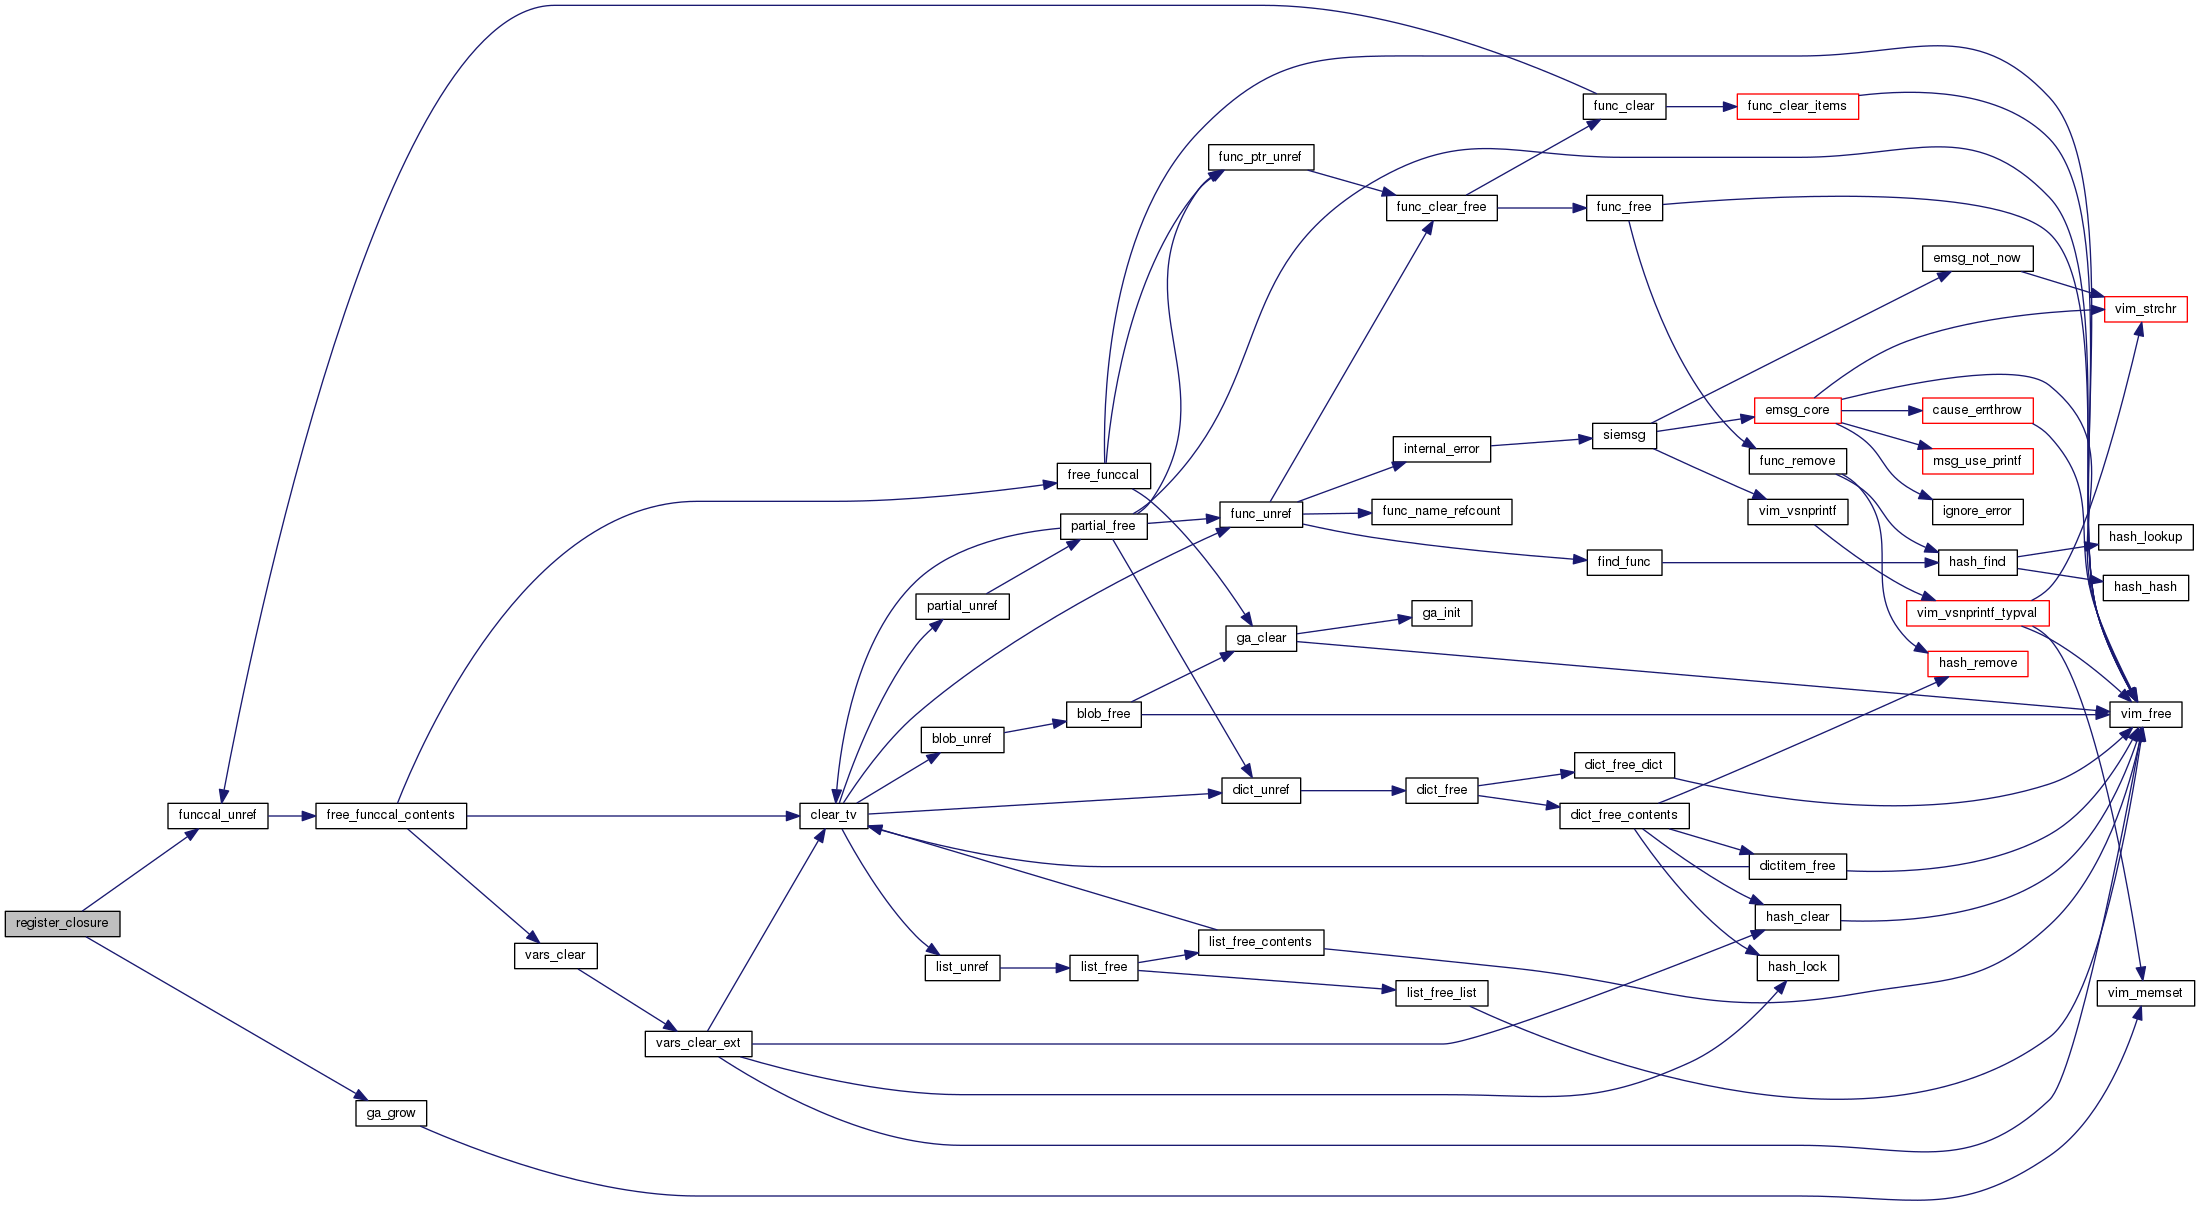 register_closure
funccal_unref
free_funccal_contents
ga_grow
vars_clear
vars_clear_ext
clear_tv
partial_unref
blob_unref
list_unref
free_funccal
partial_free
blob_free
list_free
func_ptr_unref
func_unref
ga_clear
dict_unref
list_free_contents
func_clear_free
internal_error
func_name_refcount
ga_init
dict_free
list_free_list
func_clear
func_free
siemsg
find_func
dict_free_dict
dict_free_contents
func_clear_items
emsg_core
func_remove
vim_vsnprintf
dictitem_free
hash_clear
hash_lock
emsg_not_now
cause_errthrow
msg_use_printf
ignore_error
hash_find
vim_vsnprintf_typval
hash_remove
vim_strchr
hash_lookup
hash_hash
vim_free
vim_memset